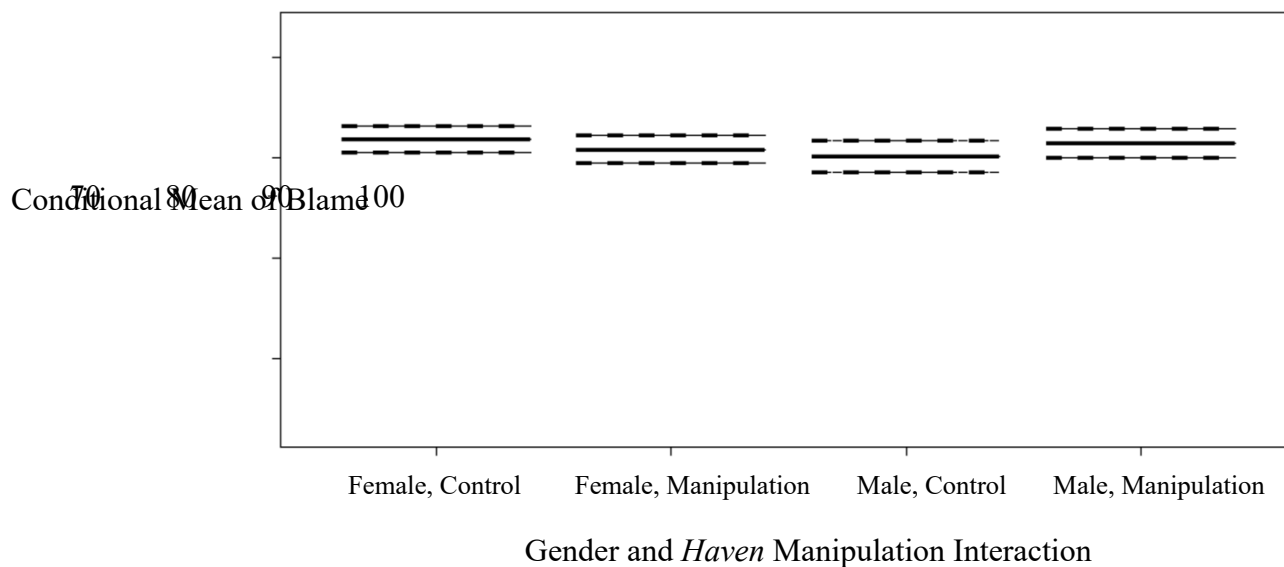 Conditional Mean of Blame
70 80 90 100
Female, Control Female, Manipulation Male, Control Male, Manipulation
Gender and Haven Manipulation Interaction